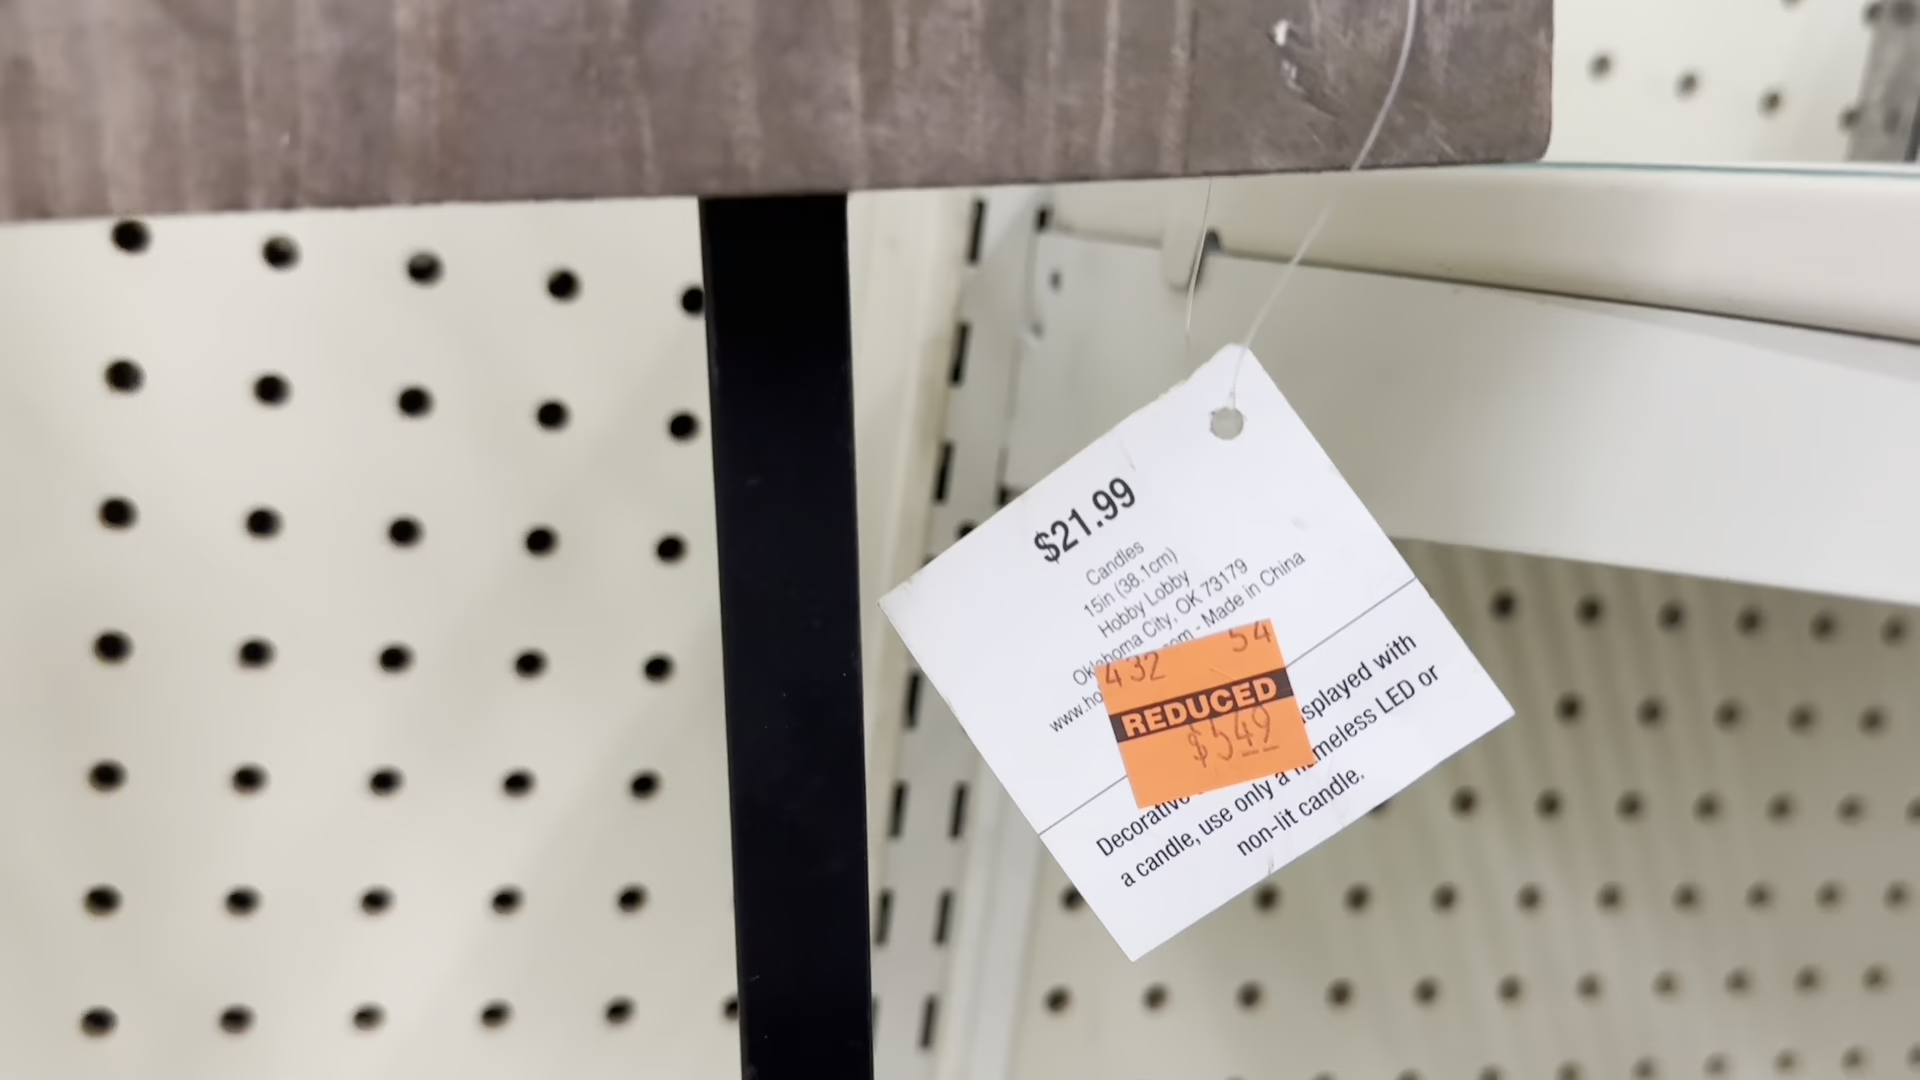 $21.99
Candles
15in (38.1cm)
Hobby Lobby
Oklahoma City, OK 73179
www.ho om - Made in China
432 54
REDUCED
$549
Decorative splayed with
a candle, use only a meless LED or
non-lit candle.